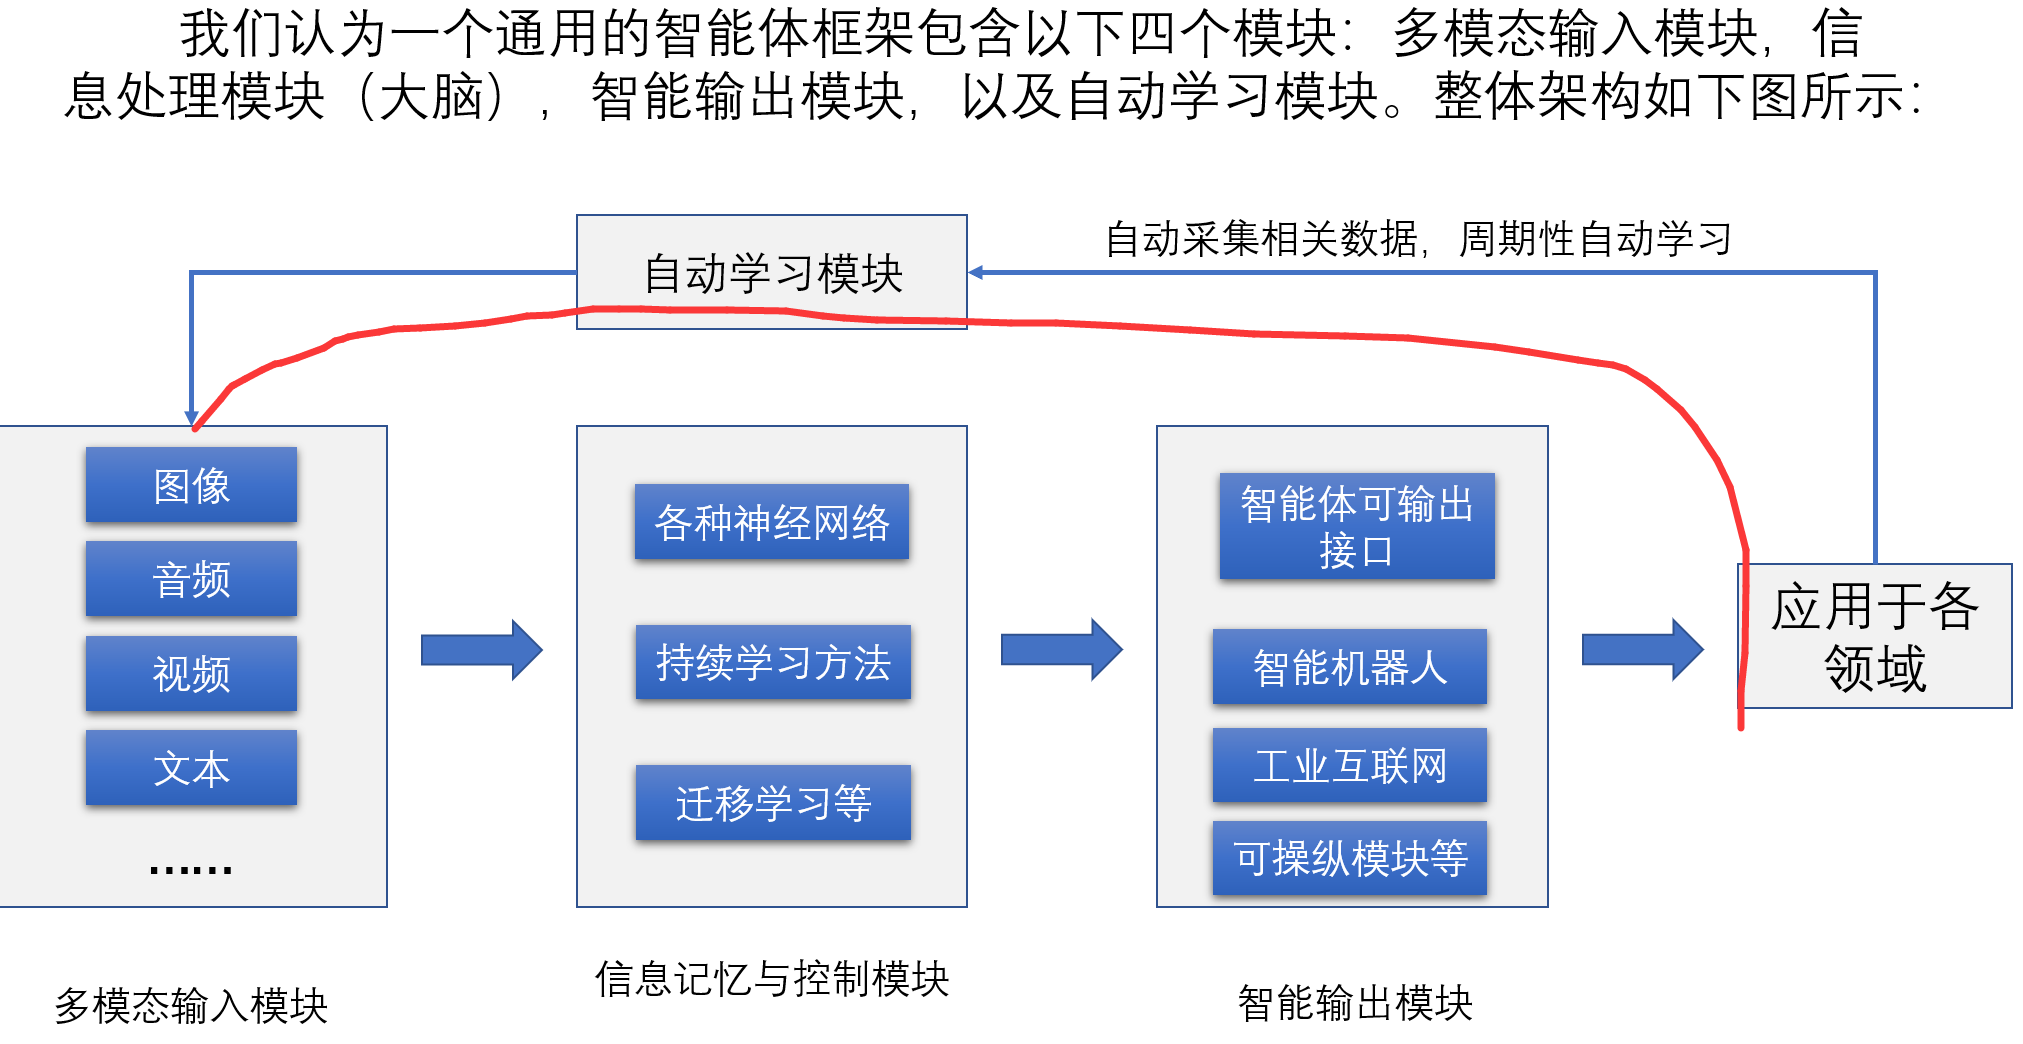 我们认为一个通用的智能体框架包含以下四个模块：多模态输入模块，信
息处理模块（大脑），智能输出模块，以及自动学习模块。整体架构如下图所示：
自动学习模块
自动采集相关数据，周期性自动学习
图像
音频
视频
文本
......
多模态输入模块
各种神经网络
持续学习方法
迁移学习等
信息记忆与控制模块
智能体可输出
接口
智能机器人
工业互联网
可操纵模块等
智能输出模块
应用于各
领域